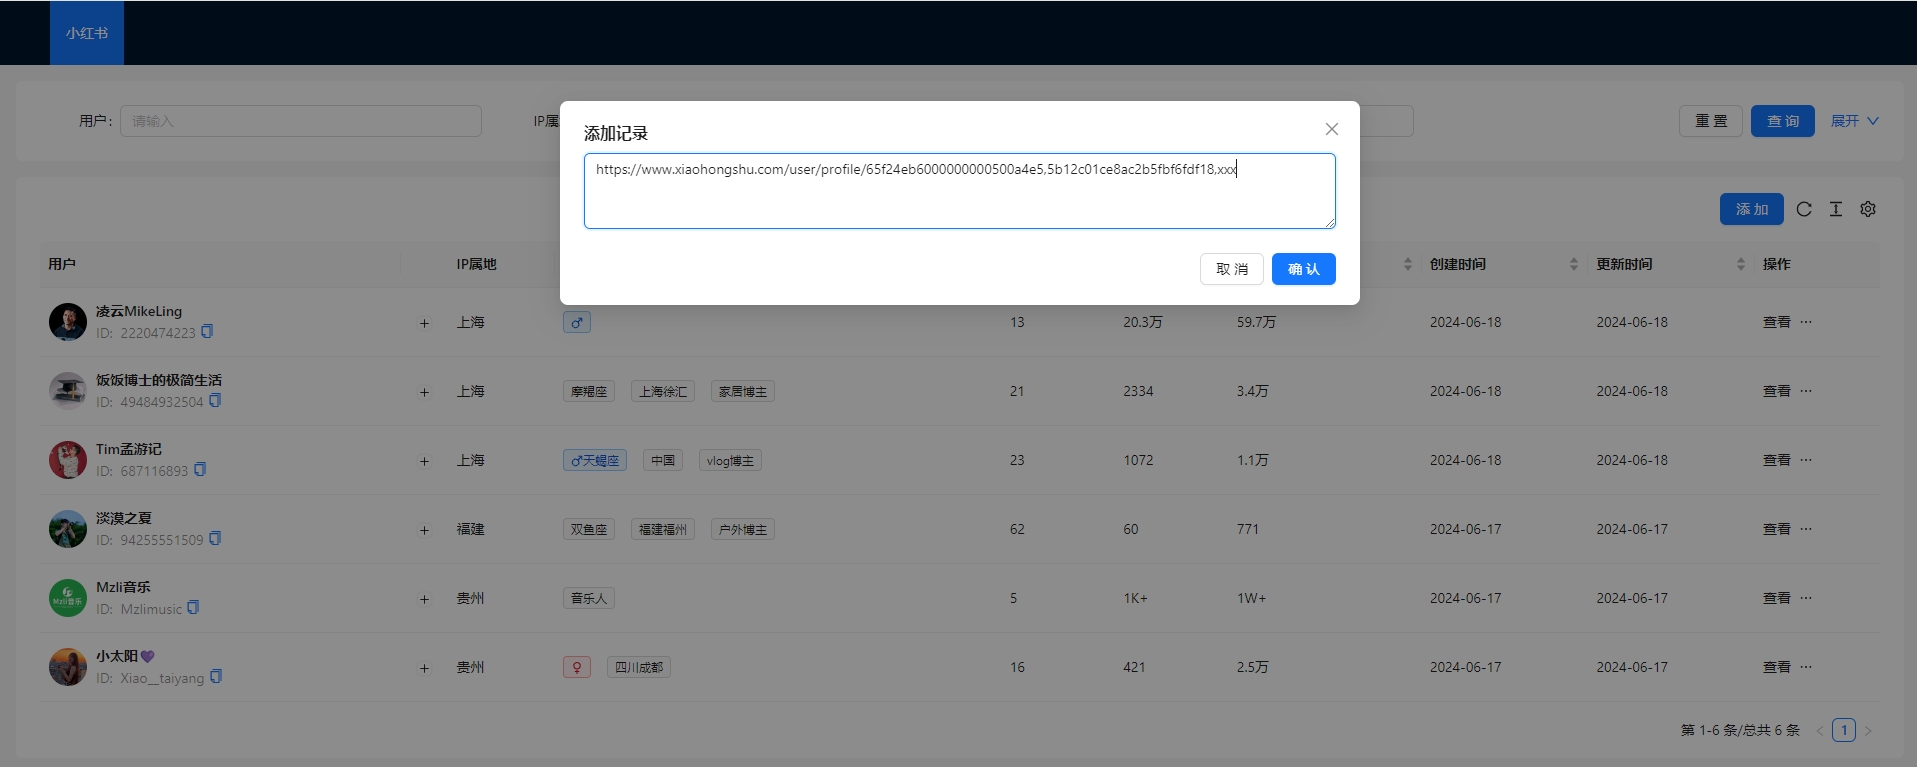 小红书
用户: 请输入 IP属 重 置 查 询 展开
添加记录
https://www.xiaohongshu.com/user/profile/65f24eb6000000000500a4e5,5b12c01ce8ac2b5fbf6fdf18,xxx
取 消 确 认
添 加
用户 IP属地 创建时间 更新时间 操作
凌云MikeLing
ID: 2220474223
上海 ♂ 13 20.3万 59.7万 2024-06-18 2024-06-18 查看 ···
饭饭博士的极简生活
ID: 49484932504
上海 摩羯座 上海徐汇 家居博主 21 2334 3.4万 2024-06-18 2024-06-18 查看 ···
Tim孟游记
ID: 687116893
上海 ♂天蝎座 中国 vlog博主 23 1072 1.1万 2024-06-18 2024-06-18 查看 ···
淡漠之夏
ID: 94255551509
福建 双鱼座 福建福州 户外博主 62 60 771 2024-06-17 2024-06-17 查看 ···
Mzli音乐
Mzli音乐
ID: Mzlimusic
贵州 音乐人 5 1K+ 1W+ 2024-06-17 2024-06-17 查看 ···
小太阳💜
ID: Xiao__taiyang
贵州 ♀ 四川成都 16 421 2.5万 2024-06-17 2024-06-17 查看 ···
第 1-6 条/总共 6 条 < 1 >